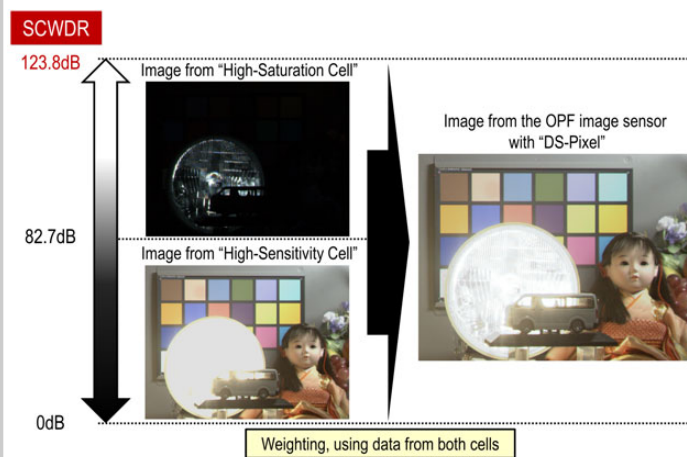 SCWDR
123.8dB
Image from “High-Saturation Cell”
Image from the OPF image sensor
with “DS-Pixel”
82.7dB
Image from “High-Sensitivity Cell”
0dB
Weighting, using data from both cells